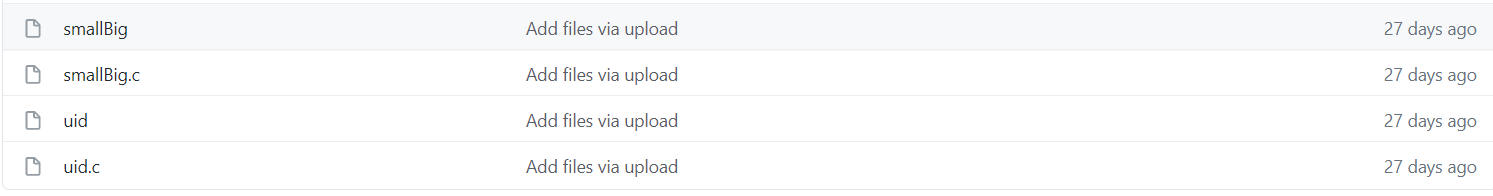 smallBig Add files via upload 27 days ago
smallBig.c Add files via upload 27 days ago
uid Add files via upload 27 days ago
uid.c Add files via upload 27 days ago